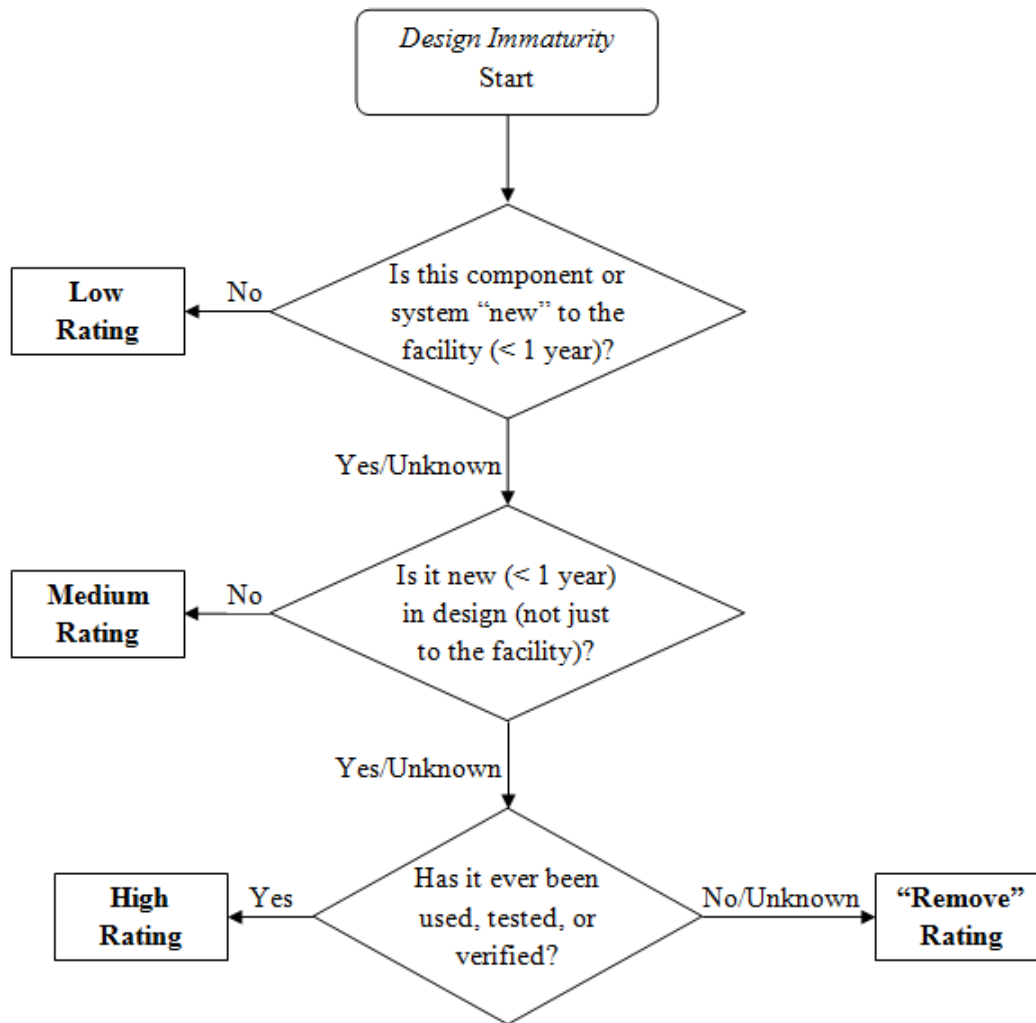 Design Immaturity
Start
Is this component or
system “new” to the
facility (< 1 year)?
No
Low
Rating
Yes/Unknown
Is it new (< 1 year)
in design (not just
to the facility)?
No
Medium
Rating
Yes/Unknown
Has it ever been
used, tested, or
verified?
Yes
High
Rating
No/Unknown
“Remove”
Rating